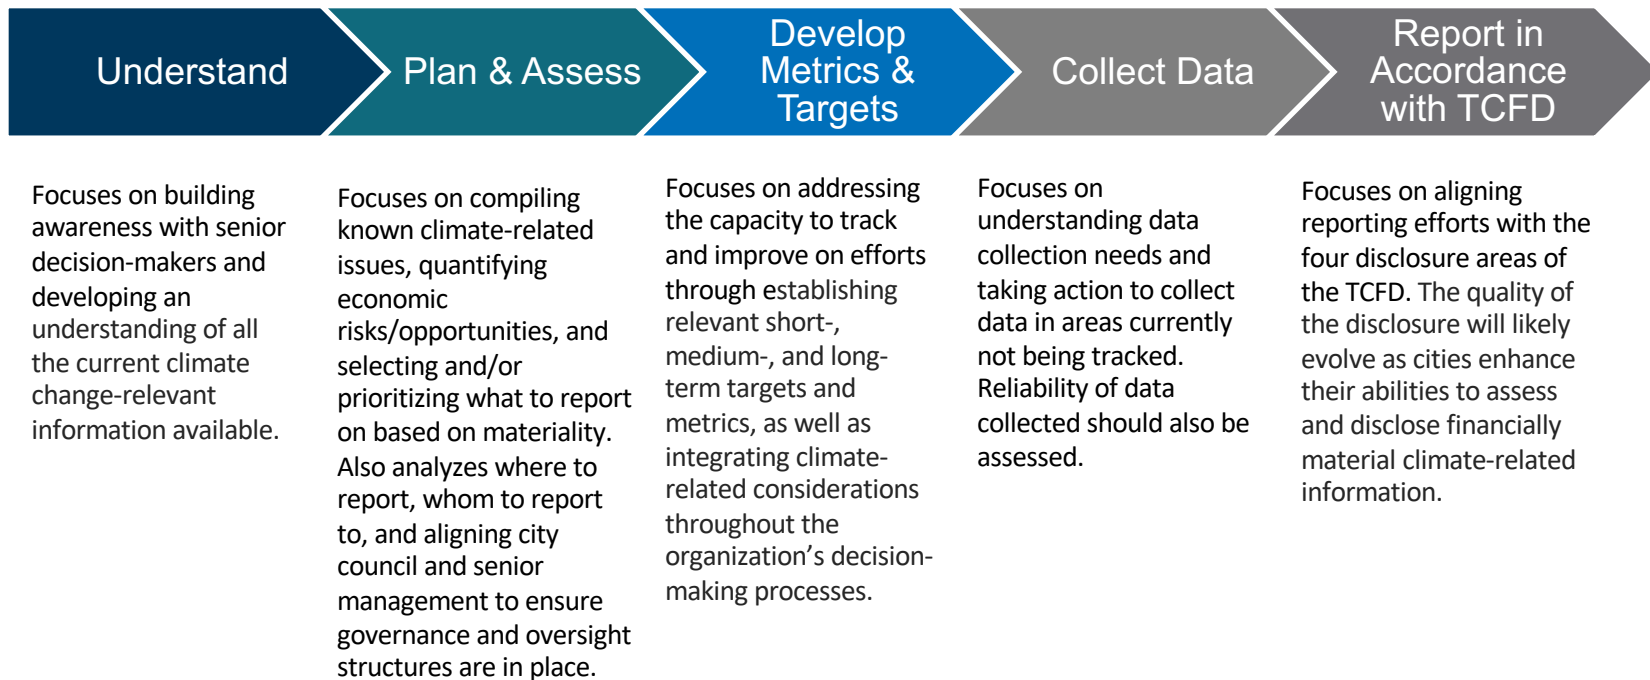 Understand
Plan & Assess
Develop
Metrics &
Targets
Collect Data
Report in
Accordance
with TCFD
Focuses on building
awareness with senior
decision-makers and
developing an
understanding of all
the current climate
change-relevant
information available.
Focuses on compiling
known climate-related
issues, quantifying
economic
risks/opportunities, and
selecting and/or
prioritizing what to report
on based on materiality.
Also analyzes where to
report, whom to report
to, and aligning city
council and senior
management to ensure
governance and oversight
structures are in place.
Focuses on addressing
the capacity to track
and improve on efforts
through establishing
relevant short-,
medium-, and long-
term targets and
metrics, as well as
integrating climate-
related considerations
throughout the
organization’s decision-
making processes.
Focuses on
understanding data
collection needs and
taking action to collect
data in areas currently
not being tracked.
Reliability of data
collected should also be
assessed.
Focuses on aligning
reporting efforts with the
four disclosure areas of
the TCFD. The quality of
the disclosure will likely
evolve as cities enhance
their abilities to assess
and disclose financially
material climate-related
information.